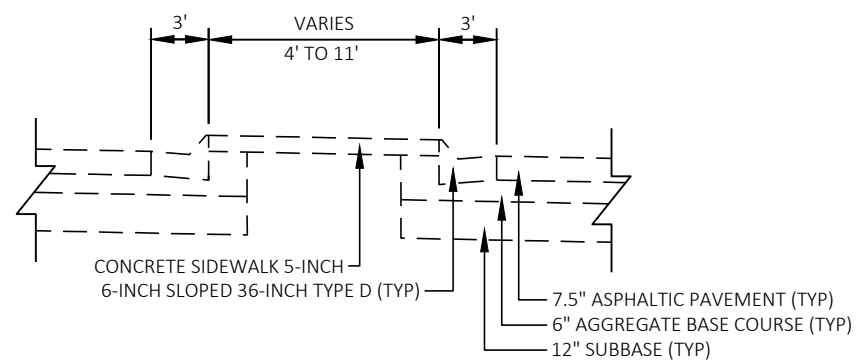 3'
VARIES
3'
4' TO 11'
CONCRETE SIDEWALK 5-INCH
6-INCH SLOPED 36-INCH TYPE D (TYP)
7.5" ASPHALTIC PAVEMENT (TYP)
6" AGGREGATE BASE COURSE (TYP)
12" SUBBASE (TYP)